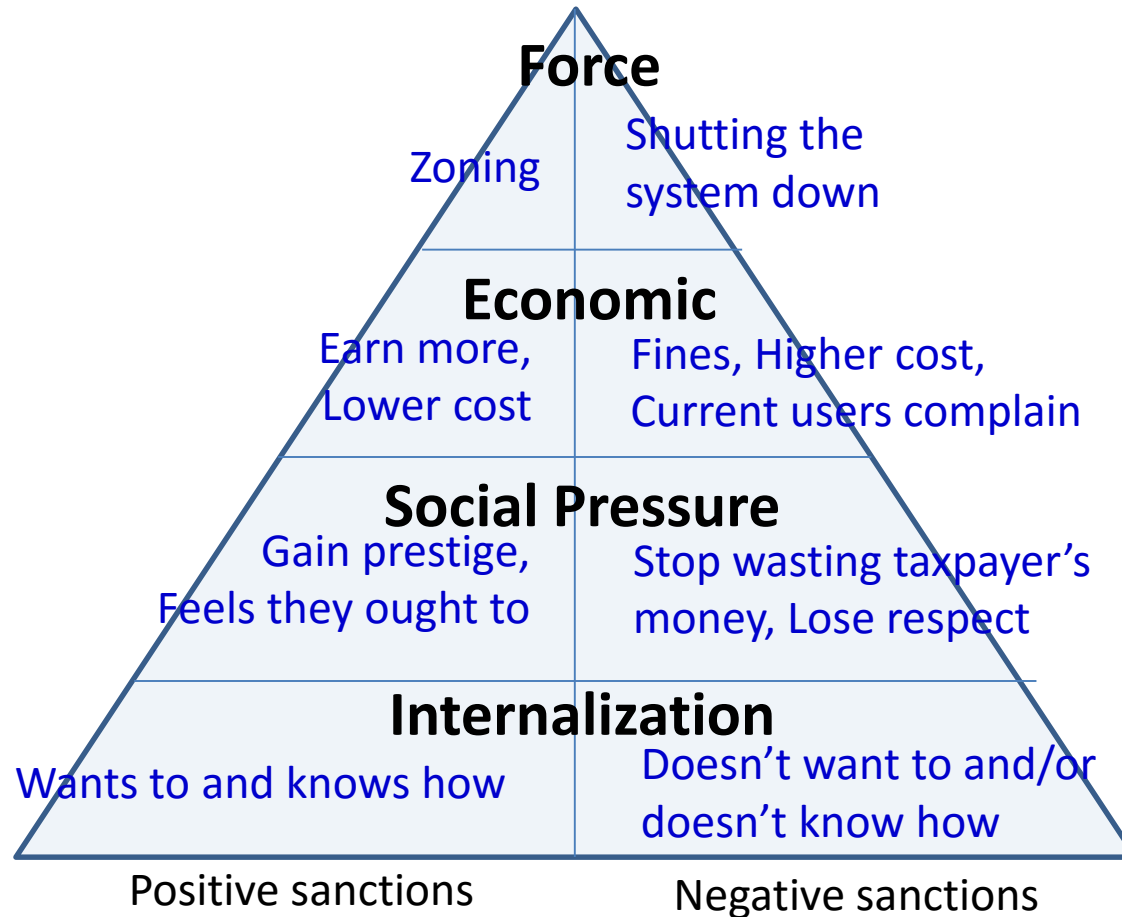 Force
Zoning
Shutting the
system down
Economic
Earn more,
Lower cost
Fines, Higher cost,
Current users complain
Social Pressure
Gain prestige,
Feels they ought to
Stop wasting taxpayer’s
money, Lose respect
Internalization
Wants to and knows how
Doesn’t want to and/or
doesn’t know how
Positive sanctions
Negative sanctions